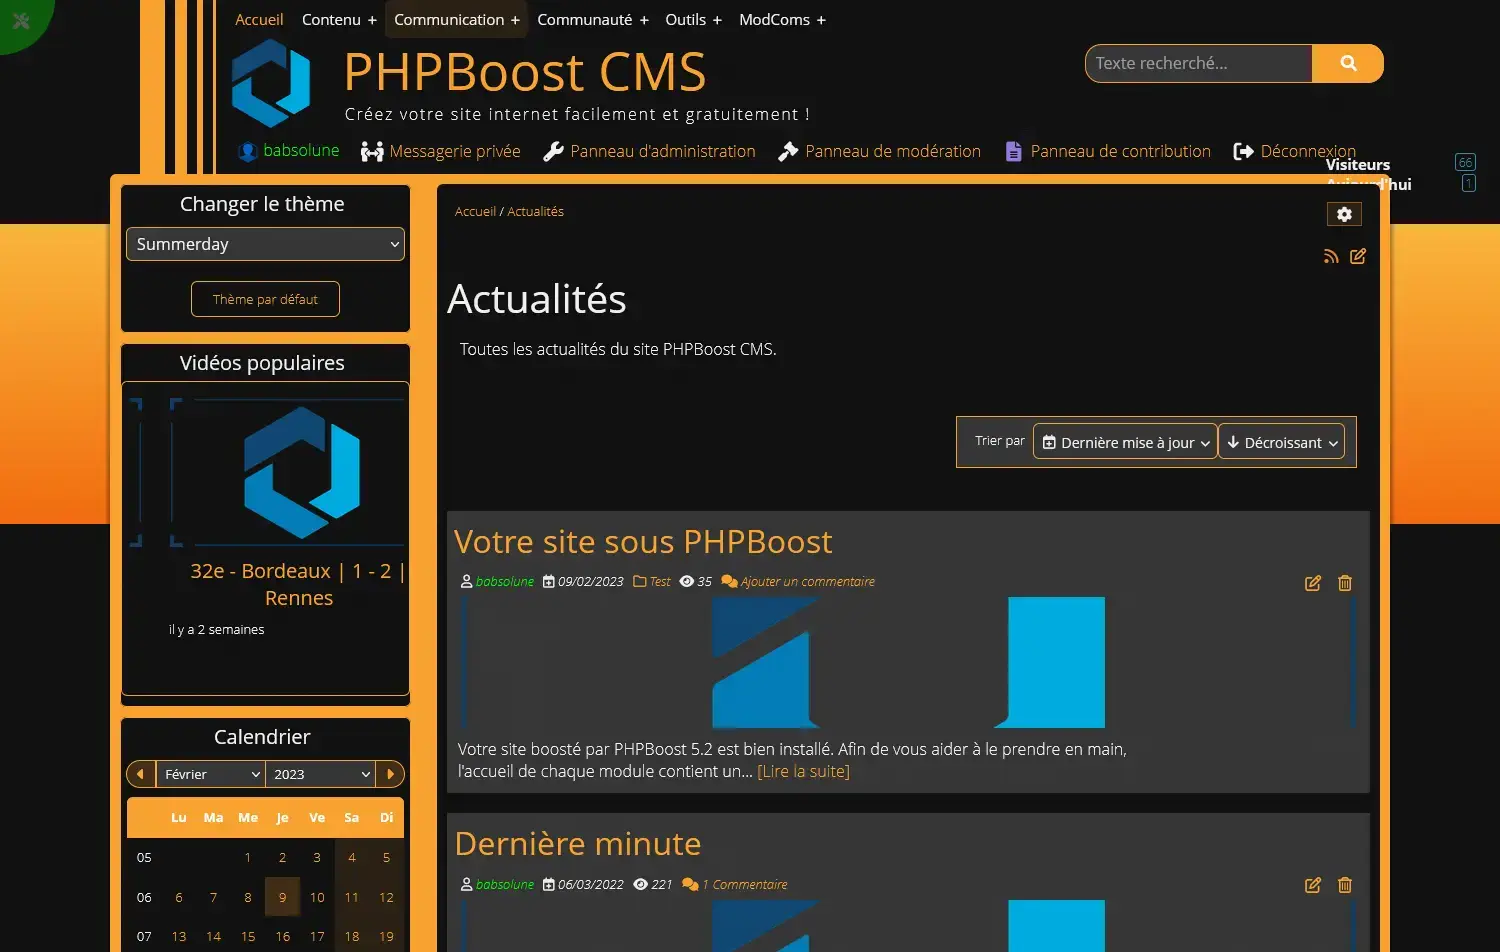 Accueil Contenu + Communication + Communauté + Outils + ModComs +
PHPBoost CMS
Créez votre site internet facilement et gratuitement !
Texte recherché...
babsolune Messagerie privée Panneau d'administration Panneau de modération Panneau de contribution Déconnexion
Visiteurs 66
Aujourd'hui 1
Changer le thème
Summerday
Thème par défaut
Vidéos populaires
32e - Bordeaux | 1 - 2 |
Rennes
il y a 2 semaines
Calendrier
Février 2023
Lu Ma Me Je Ve Sa Di
05 1 2 3 4 5
06 6 7 8 9 10 11 12
07 13 14 15 16 17 18 19
Accueil / Actualités
Actualités
Toutes les actualités du site PHPBoost CMS.
Trier par Dernière mise à jour Décroissant
Votre site sous PHPBoost
babsolune 09/02/2023 Test 35 Ajouter un commentaire
Votre site boosté par PHPBoost 5.2 est bien installé. Afin de vous aider à le prendre en main,
l'accueil de chaque module contient un... [Lire la suite]
Dernière minute
babsolune 06/03/2022 221 1 Commentaire